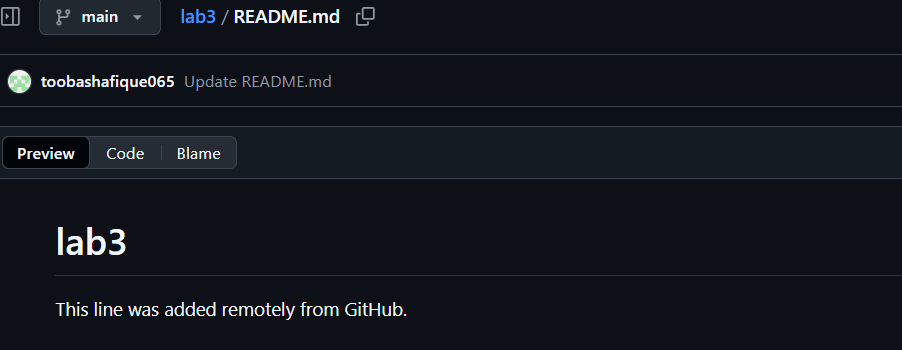 main lab3 / README.md
toobashafique065 Update README.md
Preview Code Blame
lab3
This line was added remotely from GitHub.